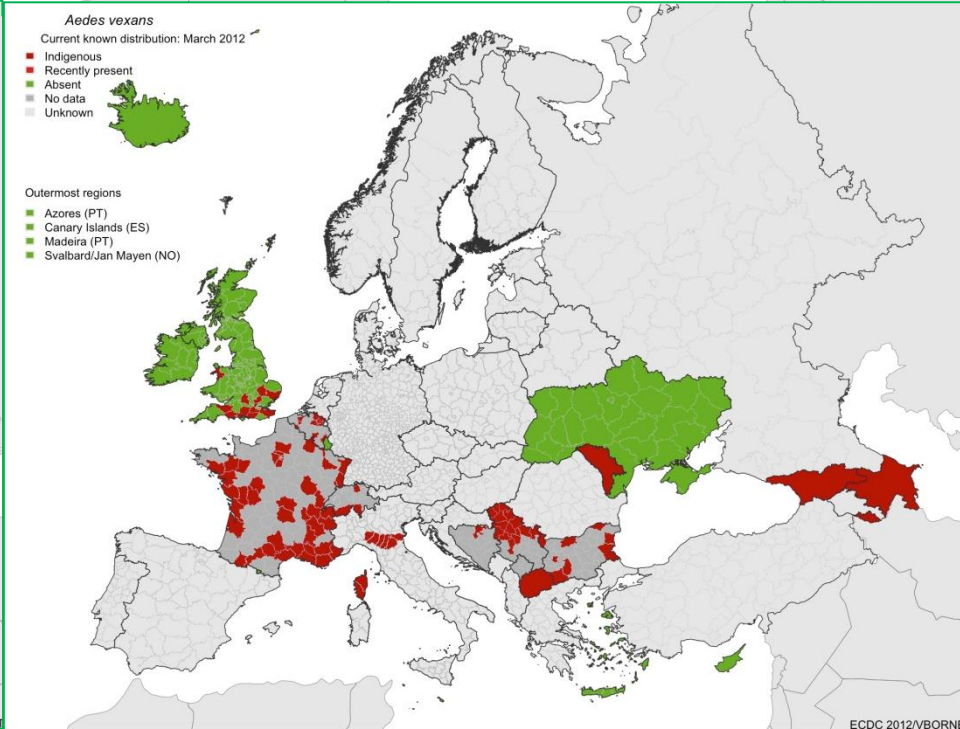 Aedes vexans
Current known distribution: March 2012
Indigenous
Recently present
Absent
No data
Unknown
Outermost regions
Azores (PT)
Canary Islands (ES)
Madeira (PT)
Svalbard/Jan Mayen (NO)
ECDC 2012/VBORNE